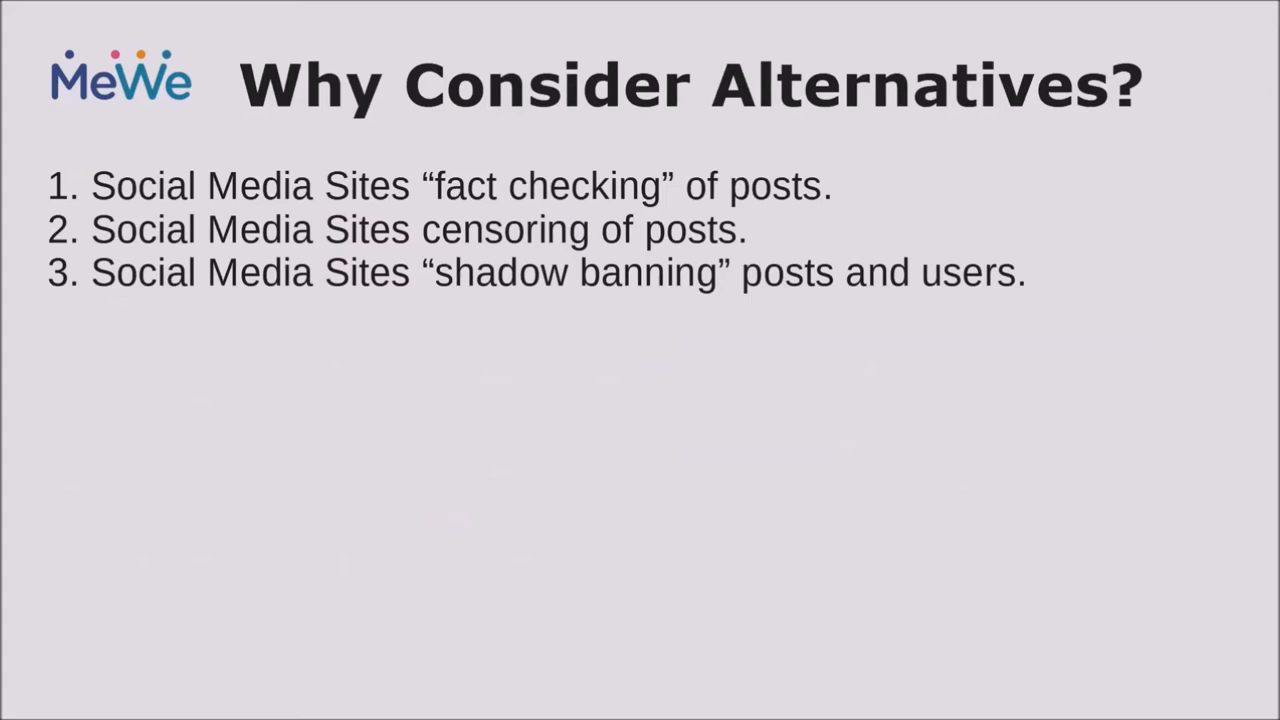 MeWe
Why Consider Alternatives?
1. Social Media Sites “fact checking” of posts.
2. Social Media Sites censoring of posts.
3. Social Media Sites “shadow banning” posts and users.